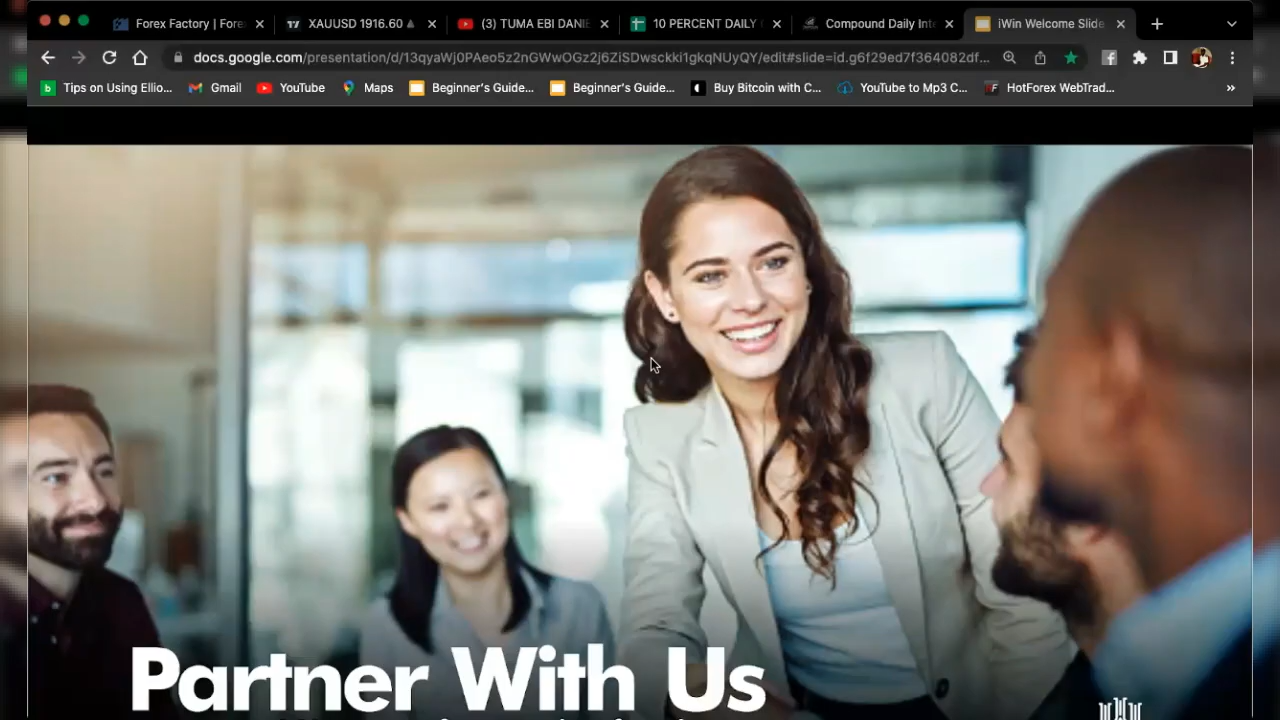 Forex Factory | Fore
XAUUSD 1916.60
(3) TUMA EBI DANIE
10 PERCENT DAILY
Compound Daily Inte
iWin Welcome Slide
docs.google.com/presentation/d/13qyaWj0PAeo5z2nGWwOGz2j6ZiSDwsckki1gkqNUyQY/edit#slide=id.g6f29ed7f364082df...
Tips on Using Ellio...
Gmail
YouTube
Maps
Beginner's Guide...
Beginner's Guide...
Buy Bitcoin with C...
YouTube to Mp3 C...
HotForex WebTrad...
Partner With Us